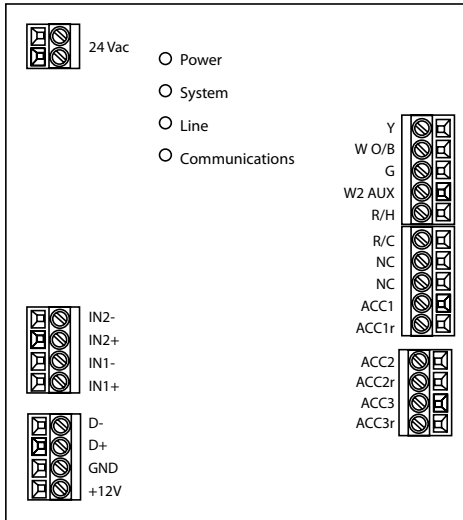 24 Vac
Power
System
Line
Communications
Y
W O/B
G
W2 AUX
R/H
R/C
NC
NC
ACC1
ACC1r
IN2-
IN2+
IN1-
IN1+
ACC2
ACC2r
ACC3
ACC3r
D-
D+
GND
+12V